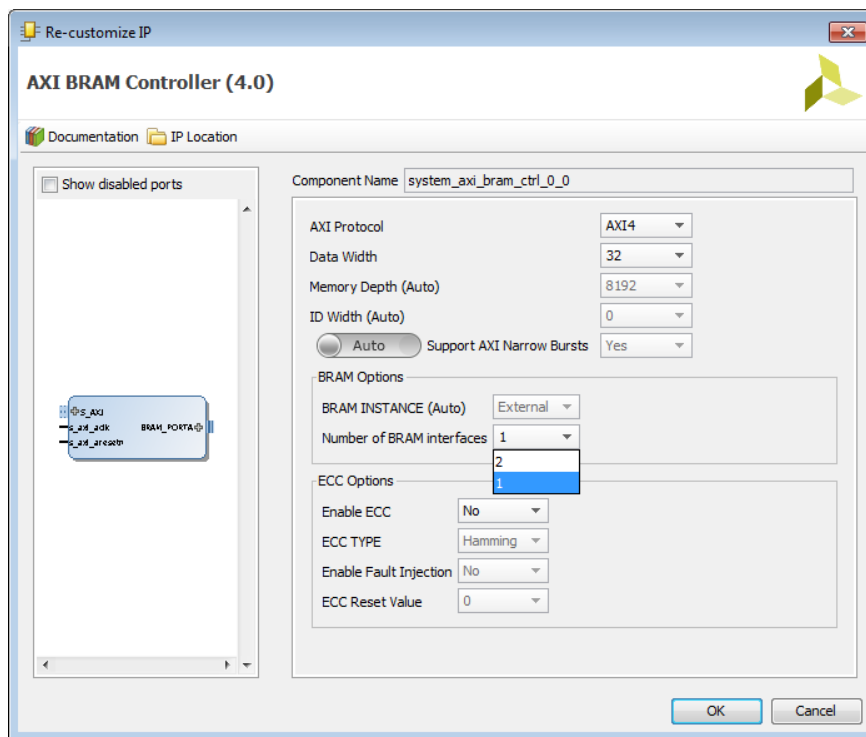 Re-customize IP
AXI BRAM Controller (4.0)
Documentation IP Location
Show disabled ports
Component Name system_axi_bram_ctrl_0_0
AXI Protocol AXI4
Data Width 32
Memory Depth (Auto) 8192
ID Width (Auto) 0
Auto Support AXI Narrow Bursts Yes
BRAM Options
BRAM INSTANCE (Auto) External
Number of BRAM interfaces 1
2
1
ECC Options
Enable ECC No
ECC TYPE Hamming
Enable Fault Injection No
ECC Reset Value 0
S_AXI
s_axi_aclk BRAM_PORTA
s_axi_aresetn
OK Cancel